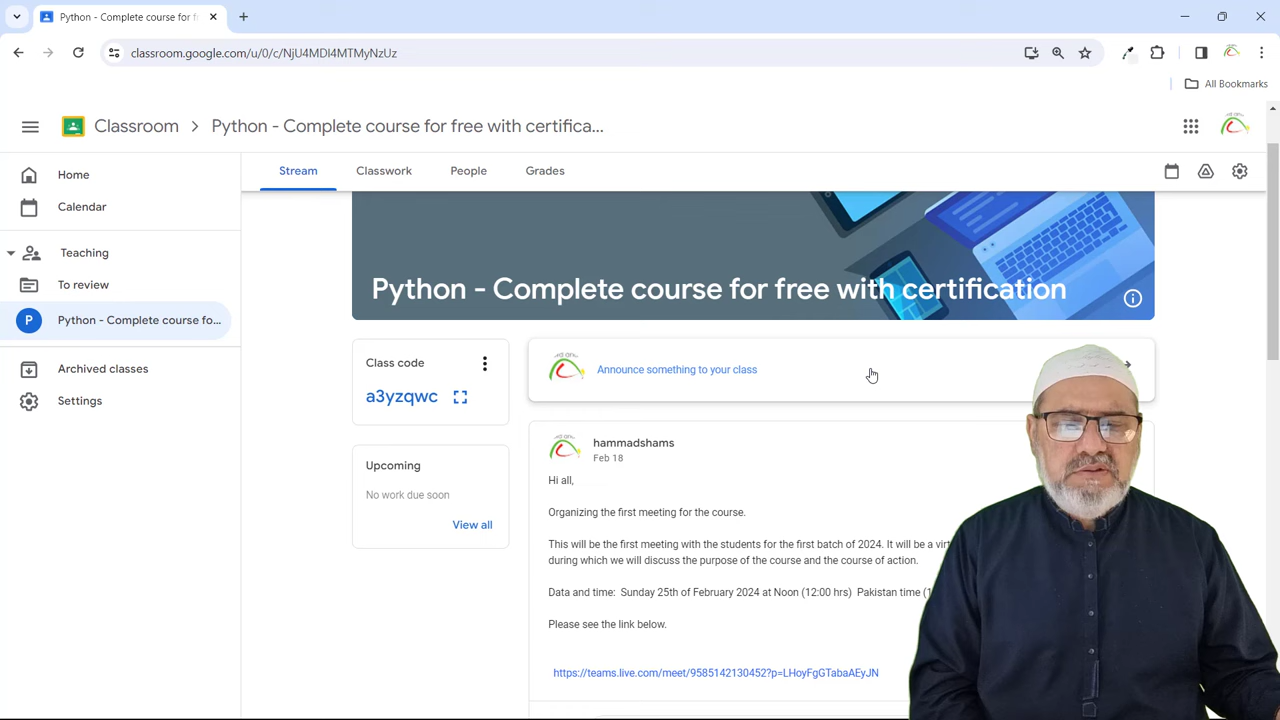 Python - Complete course for f
classroom.google.com/u/0/c/NjU4MDI4MTMyNzUz
All Bookmarks
Classroom > Python - Complete course for free with certifica...
Stream Classwork People Grades
Home
Calendar
Teaching
To review
P Python - Complete course fo...
Archived classes
Settings
Python - Complete course for free with certification
Class code
a3yzqwc
Upcoming
No work due soon
View all
Announce something to your class
hammadshams
Feb 18
Hi all,
Organizing the first meeting for the course.
This will be the first meeting with the students for the first batch of 2024. It will be a
during which we will discuss the purpose of the course and the course of action.
Data and time: Sunday 25th of February 2024 at Noon (12:00 hrs) Pakistan time
Please see the link below.
https://teams.live.com/meet/9585142130452?p=LHoyFgGTabaAEyJN